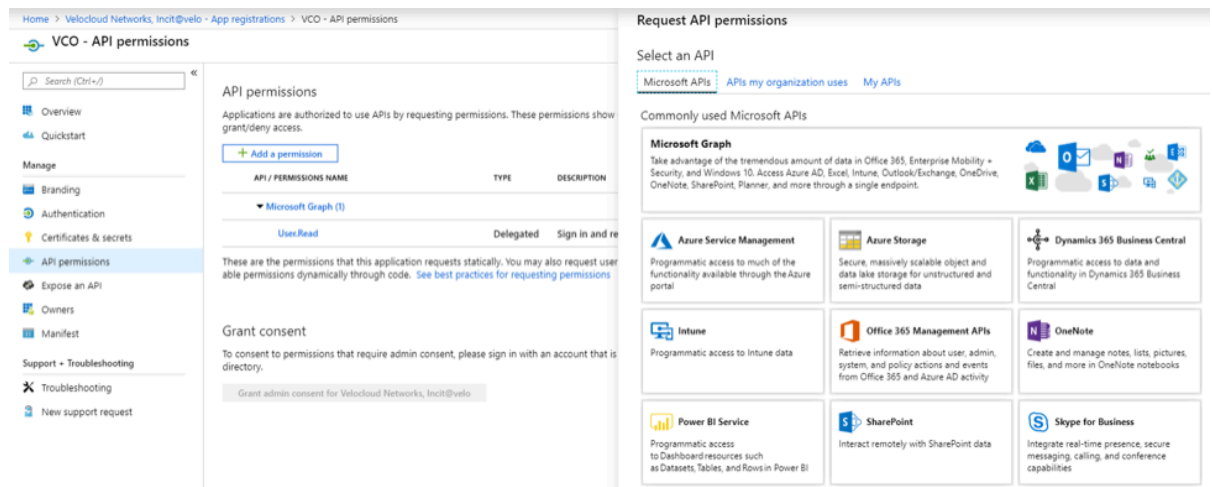 Home > Velocloud Networks, Incit@velo - App registrations > VCO - API permissions
VCO - API permissions
Search (Ctrl+/)
«
Overview
Quickstart
Manage
Branding
Authentication
Certificates & secrets
API permissions
Expose an API
Owners
Manifest
Support + Troubleshooting
Troubleshooting
New support request
API permissions
Applications are authorized to use APIs by requesting permissions. These permissions show
grant/deny access.
+ Add a permission
API / PERMISSIONS NAME TYPE DESCRIPTION
Microsoft Graph (1)
User.Read Delegated Sign in and re
These are the permissions that this application requests statically. You may also request user
able permissions dynamically through code. See best practices for requesting permissions
Grant consent
To consent to permissions that require admin consent, please sign in with an account that is
directory.
Grant admin consent for Velocloud Networks, Incit@velo
Request API permissions
Select an API
Microsoft APIs APIs my organization uses My APIs
Commonly used Microsoft APIs
Microsoft Graph
Take advantage of the tremendous amount of data in Office 365, Enterprise Mobility +
Security, and Windows 10. Access Azure AD, Excel, Intune, Outlook/Exchange, OneDrive,
OneNote, SharePoint, Planner, and more through a single endpoint.
Azure Service Management
Programmatic access to much of the
functionality available through the Azure
portal
Azure Storage
Secure, massively scalable object and
data lake storage for unstructured and
semi-structured data
Dynamics 365 Business Central
Programmatic access to data and
functionality in Dynamics 365 Business
Central
Intune
Programmatic access to Intune data
Office 365 Management APIs
Retrieve information about user, admin,
system, and policy actions and events
from Office 365 and Azure AD activity
OneNote
Create and manage notes, lists, pictures,
files, and more in OneNote notebooks
Power BI Service
Programmatic access
to Dashboard resources such
as Datasets, Tables, and Rows in Power BI
SharePoint
Interact remotely with SharePoint data
Skype for Business
Integrate real-time presence, secure
messaging, calling, and conference
capabilities